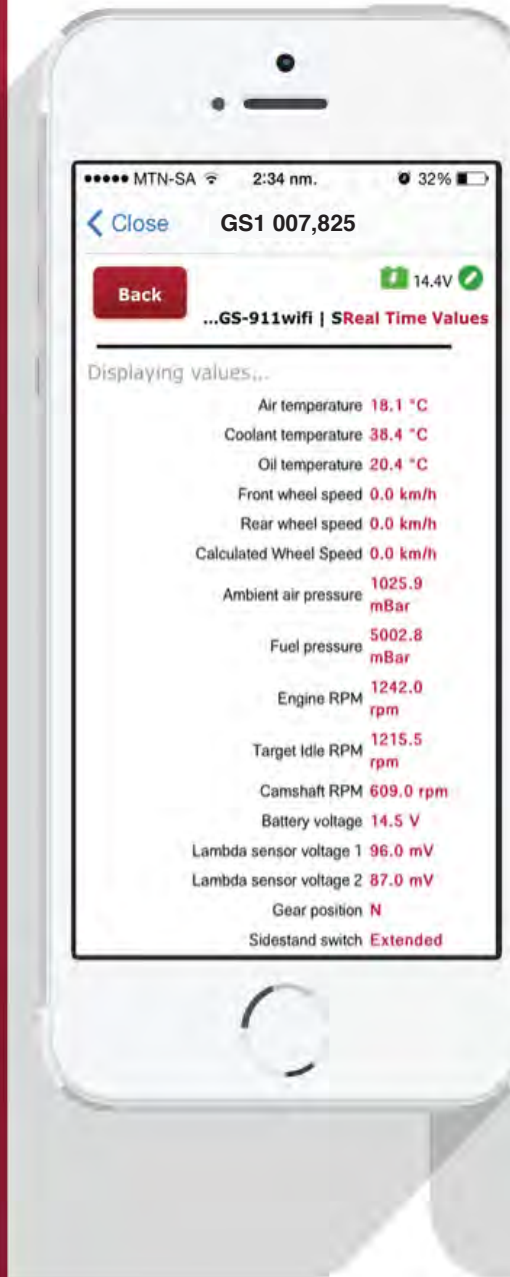 MTN-SA 2:34 nm. 32%
Close GS1 007,825
14.4V
Back
...GS-911wifi | SReal Time Values
Displaying values...
Air temperature 18.1 °C
Coolant temperature 38.4 °C
Oil temperature 20.4 °C
Front wheel speed 0.0 km/h
Rear wheel speed 0.0 km/h
Calculated Wheel Speed 0.0 km/h
Ambient air pressure 1025.9
mBar
Fuel pressure 5002.8
mBar
Engine RPM 1242.0
rpm
Target Idle RPM 1215.5
rpm
Camshaft RPM 609.0 rpm
Battery voltage 14.5 V
Lambda sensor voltage 1 96.0 mV
Lambda sensor voltage 2 87.0 mV
Gear position N
Sidestand switch Extended